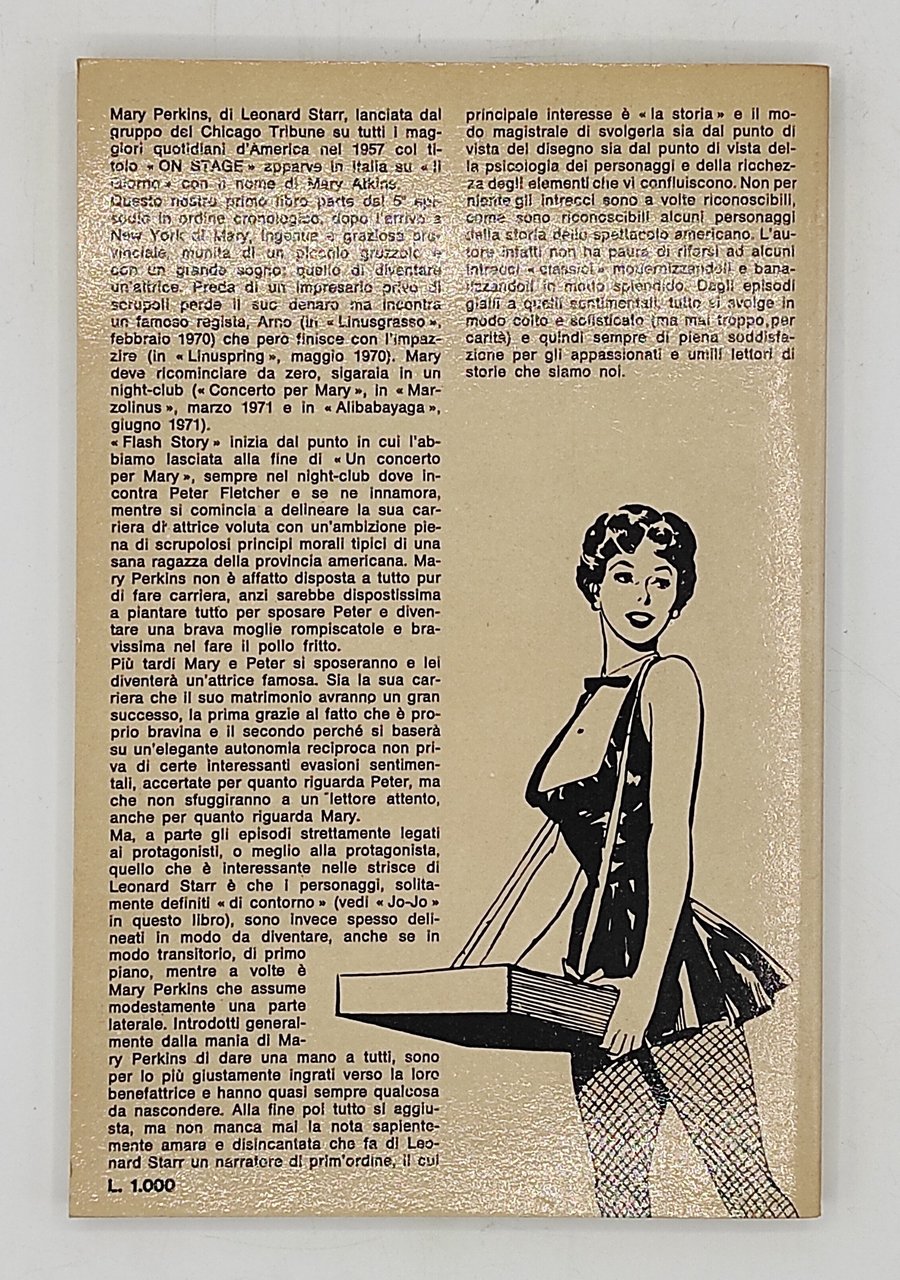 Mary Perkins, di Leonard Starr, lanciata dal
gruppo del Chicago Tribune su tutti i mag-
giori quotidiani d'America nel 1957 col ti-
tolo « ON STAGE » apparve in Italia su « Il
Giorno » con il nome di Mary Atkins.
Questo nostro primo libro parte dal 5° epi-
sodio in ordine cronologico, dopo l'arrivo a
New York di Mary, ingenua e graziosa pro-
vinciale, munita di un piccolo gruzzolo e
con un grande sogno: quello di diventare
un'attrice. Preda di un impresario privo di
scrupoli perde il suo denaro ma incontra
un famoso regista, Arno (in « Linusgrasso »,
febbraio 1970) che però finisce con l'impaz-
zire (in « Linuspring », maggio 1970). Mary
deve ricominciare da zero, sigaraia in un
night-club (« Concerto per Mary », in « Mar-
zolinus », marzo 1971 e in « Alibabayaga »,
giugno 1971).
« Flash Story » inizia dal punto in cui l'ab-
biamo lasciata alla fine di « Un concerto
per Mary », sempre nel night-club dove in-
contra Peter Fletcher e se ne innamora,
mentre si comincia a delineare la sua car-
riera di attrice voluta con un'ambizione pie-
na di scrupolosi principi morali tipici di una
sana ragazza della provincia americana. Ma-
ry Perkins non è affatto disposta a tutto pur
di fare carriera, anzi sarebbe dispostissima
a piantare tutto per sposare Peter e diven-
tare una brava moglie rompiscatole e bra-
vissima nel fare il pollo fritto.
Più tardi Mary e Peter si sposeranno e lei
diventerà un'attrice famosa. Sia la sua car-
riera che il suo matrimonio avranno un gran
successo, la prima grazie al fatto che è pro-
prio bravina e il secondo perché si baserà
su un'elegante autonomia reciproca non pri-
va di certe interessanti evasioni sentimen-
tali, accertate per quanto riguarda Peter, ma
che non sfuggiranno a un lettore attento,
anche per quanto riguarda Mary.
Ma, a parte gli episodi strettamente legati
ai protagonisti, o meglio alla protagonista,
quello che è interessante nelle strisce di
Leonard Starr è che i personaggi, solita-
mente definiti « di contorno » (vedi « Jo-Jo »
in questo libro), sono invece spesso deli-
neati in modo da diventare, anche se in
modo transitorio, di primo
piano, mentre a volte è
Mary Perkins che assume
modestamente una parte
laterale. Introdotti general-
mente dalla mania di Ma-
ry Perkins di dare una mano a tutti, sono
per lo più giustamente ingrati verso la loro
benefattrice e hanno quasi sempre qualcosa
da nascondere. Alla fine poi tutto si aggiu-
sta, ma non manca mai la nota sapiente-
mente amara e disincantata che fa di Leo-
nard Starr un narratore di prim'ordine, il cui
L. 1.000
principale interesse è « la storia » e il mo-
do magistrale di svolgerla sia dal punto di
vista del disegno sia dal punto di vista del-
la psicologia dei personaggi e della ricchez-
za degli elementi che vi confluiscono. Non per
niente gli intrecci sono a volte riconoscibili,
come sono riconoscibili alcuni personaggi
della storia dello spettacolo americano. L'au-
tore infatti non ha paura di rifarsi ad alcuni
intrecci « classici » modernizzandoli e bana-
lizzandoli in modo splendido. Dagli episodi
gialli a quelli sentimentali, tutto si svolge in
modo colto e sofisticato (ma mai troppo, per
carità) e quindi sempre di piena soddisfa-
zione per gli appassionati e umili lettori di
storie che siamo noi.